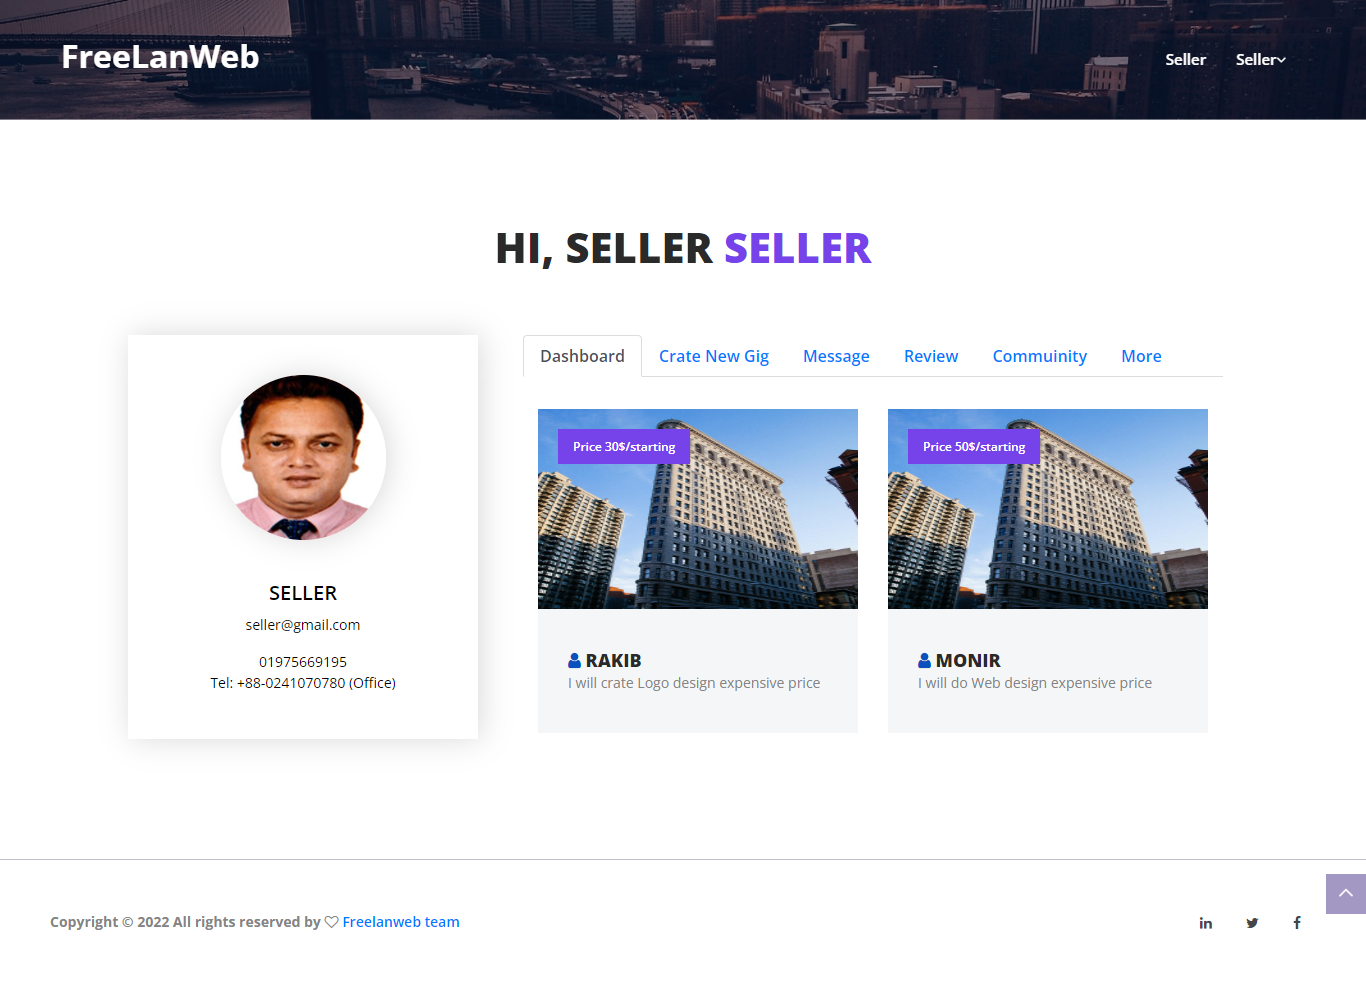 FreeLanWeb
Seller Seller
HI, SELLER SELLER
SELLER
seller@gmail.com
01975669195
Tel: +88-0241070780 (Office)
Dashboard Crate New Gig Message Review Commuinity More
Price 30$/starting
RAKIB
I will crate Logo design expensive price
Price 50$/starting
MONIR
I will do Web design expensive price
Copyright © 2022 All rights reserved by ♡ Freelanweb team